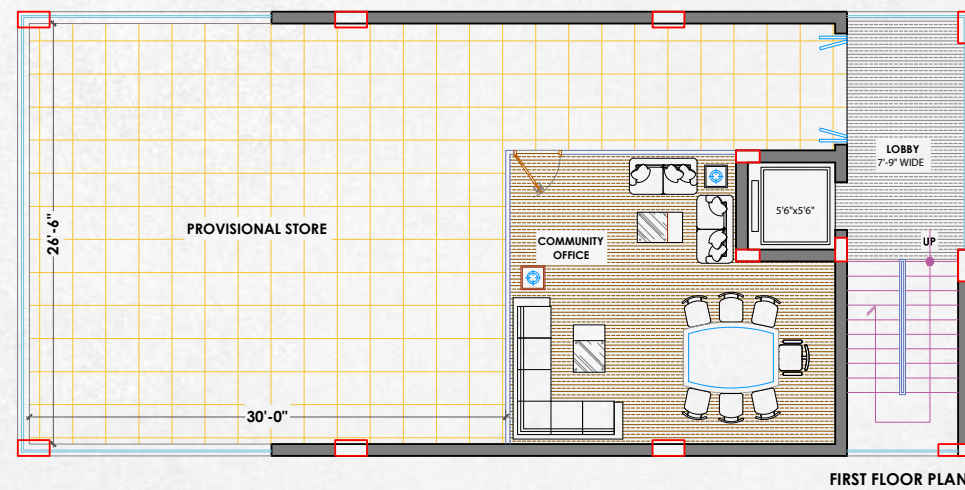 LOBBY
7'-9" WIDE
26'-6"
PROVISIONAL STORE
5'6"x5'6"
COMMUNITY
OFFICE
UP
30'-0"
FIRST FLOOR PLAN